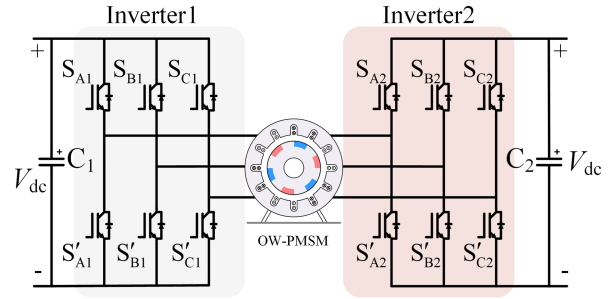 Inverter1 Inverter2
+ +
S_A1 S_B1 S_C1 S_A2 S_B2 S_C2
+ C_1 C_2 +
V_dc V_dc
S′_A1 S′_B1 S′_C1 OW-PMSM S′_A2 S′_B2 S′_C2
- -